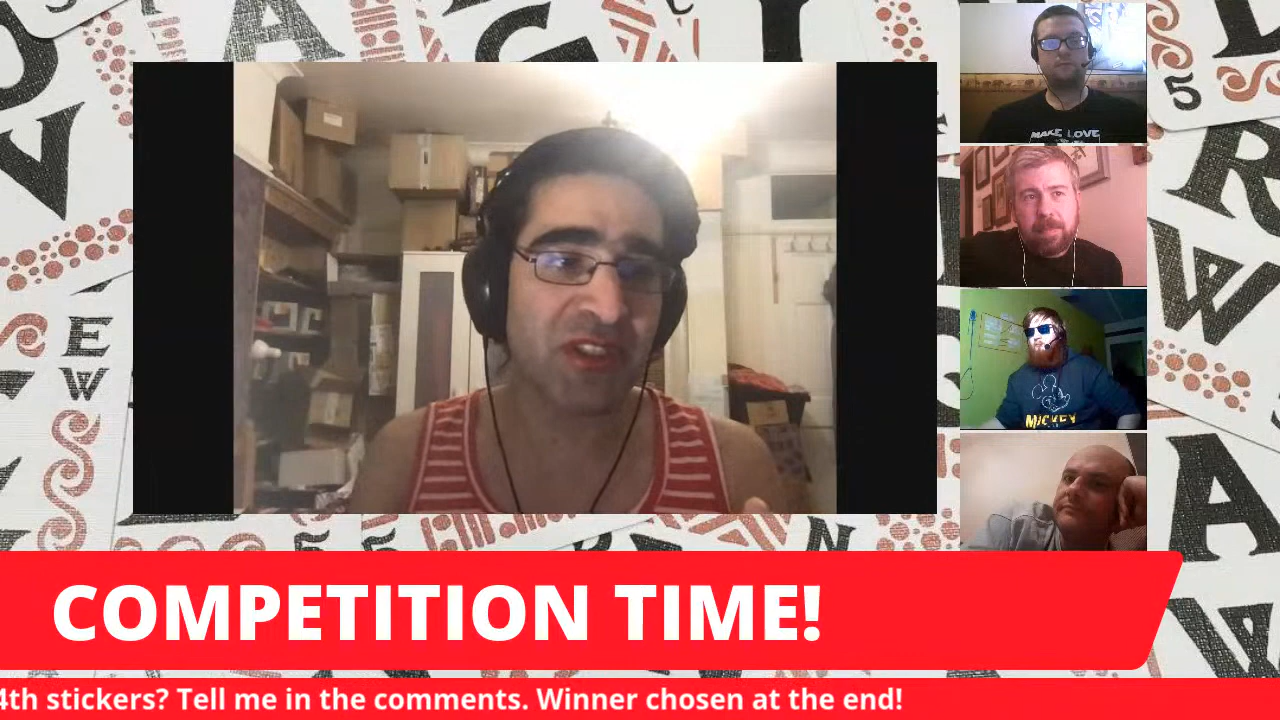 MAKE LOVE
MICKEY
COMPETITION TIME!
4th stickers? Tell me in the comments. Winner chosen at the end!